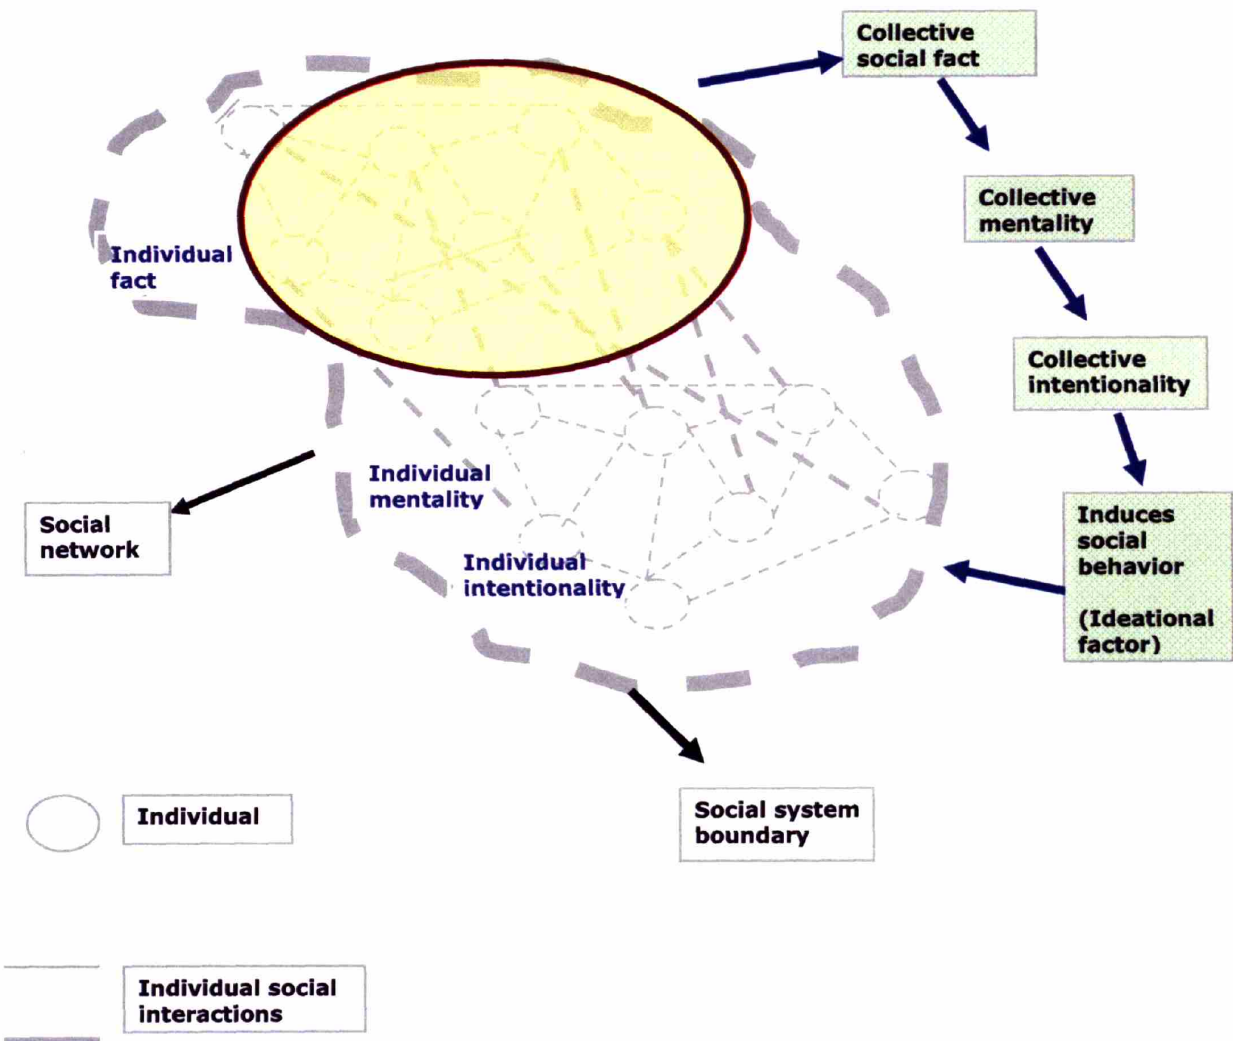 Collective
social fact
Collective
mentality
Individual
fact
Collective
intentionality
Individual
mentality
Social
network
Induces
social
behavior
(Ideational
factor)
Individual
intentionality
Individual
Social system
boundary
Individual social
interactions